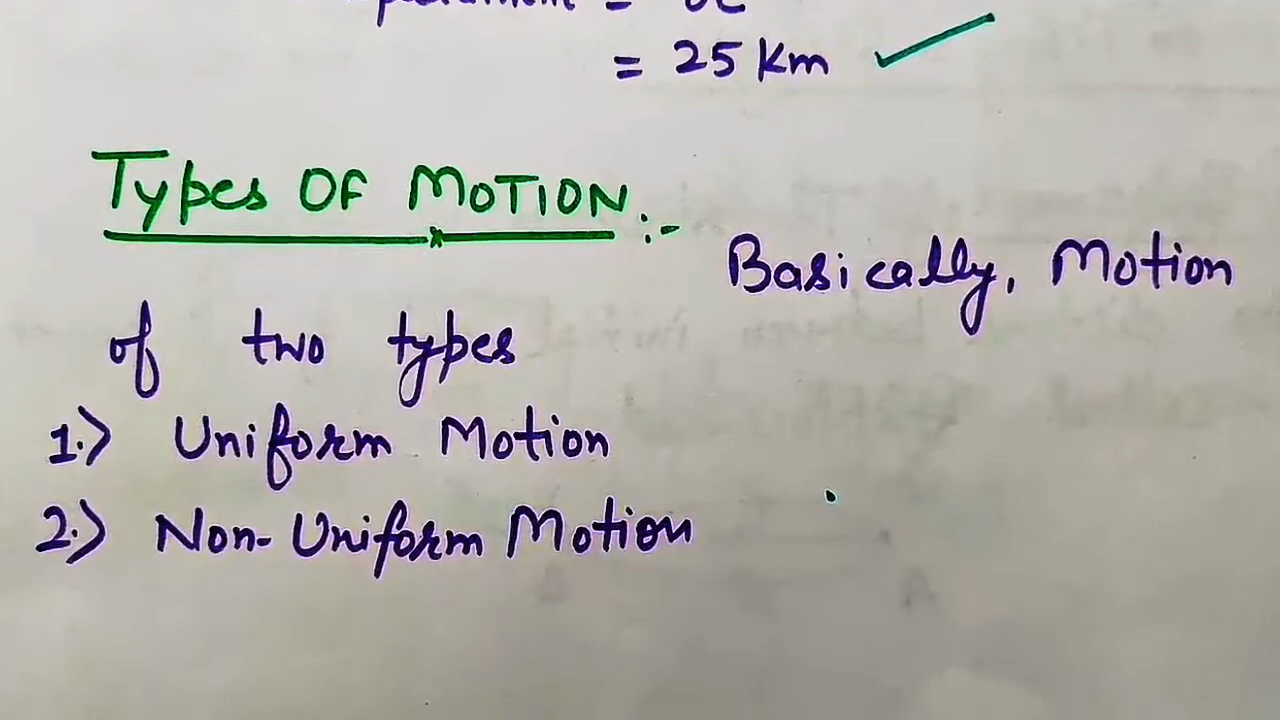 =
= 25 Km
Types OF MOTION :-
Basically, Motion
of two types
1.) Uniform Motion
2.) Non-Uniform Motion